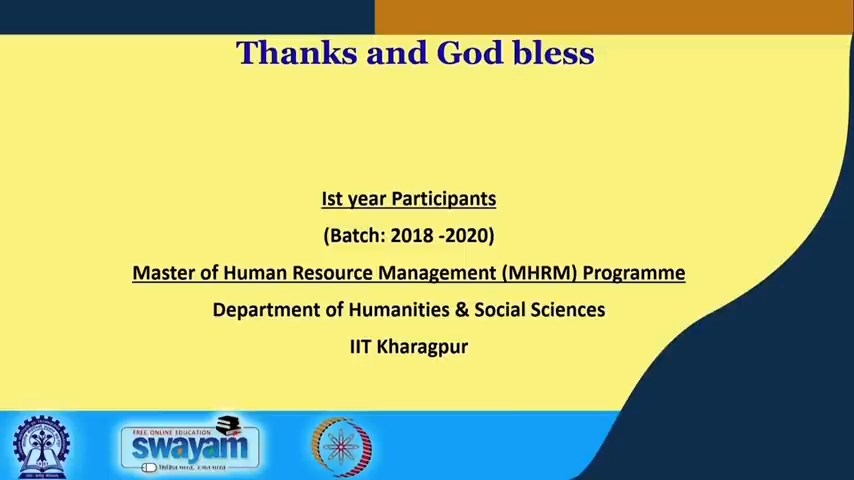 Thanks and God bless
Ist year Participants
(Batch: 2018 -2020)
Master of Human Resource Management (MHRM) Programme
Department of Humanities & Social Sciences
IIT Kharagpur
FREE ONLINE EDUCATION
swayam